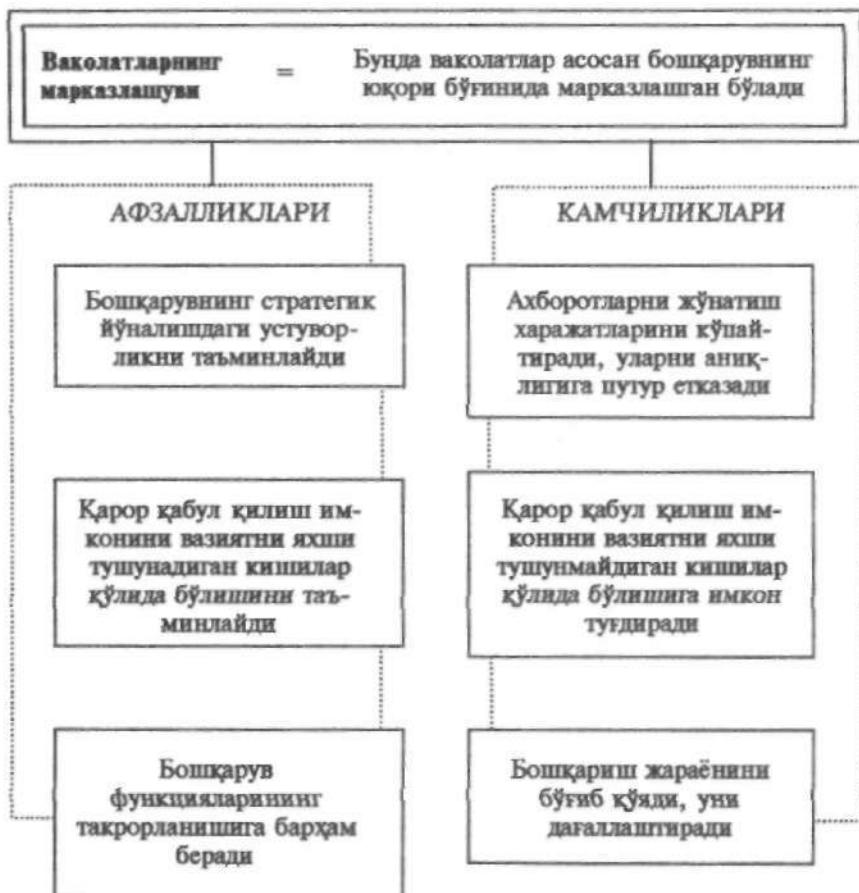 Ваколатларнинг
марказлашуви
=
Бунда ваколатлар асосан бошқарувнинг
юқори бўғинида марказлашган бўлади
АФЗАЛЛИКЛАРИ
Бошқарувнинг стратегик
йўналишдаги устувор-
ликни таъминлайди
Қарор қабул қилиш им-
конини вазиятни яхши
тушунадиган кишилар
қўлида бўлишини таъ-
минлайди
Бошқарув
функцияларининг
такрорланишига барҳам
беради
КАМЧИЛИКЛАРИ
Ахборотларни жўнатиш
харажатларини кўпай-
тиради, уларни аниқ-
лигига путур етказади
Қарор қабул қилиш им-
конини вазиятни яхши
тушунмайдиган кишилар
қўлида бўлишига имкон
туғдиради
Бошқариш жараёнини
бўғиб қўяди, уни
дағаллаштиради